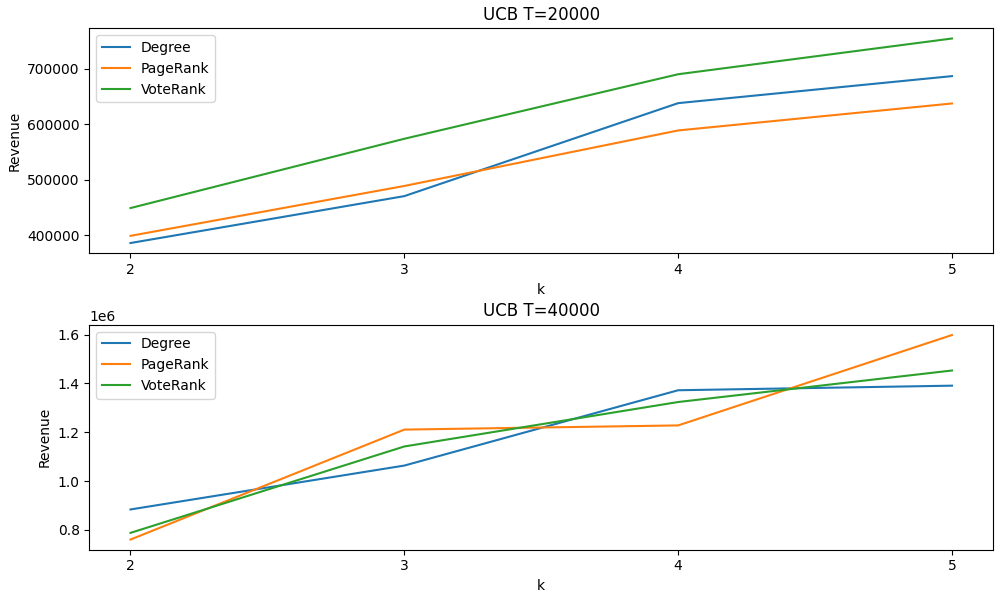 UCB T=20000
Degree
PageRank
VoteRank
700000
600000
500000
400000
Revenue
2 3 4 5
k
UCB T=40000
1e6
Degree
PageRank
VoteRank
1.6
1.4
1.2
1.0
0.8
Revenue
2 3 4 5
k